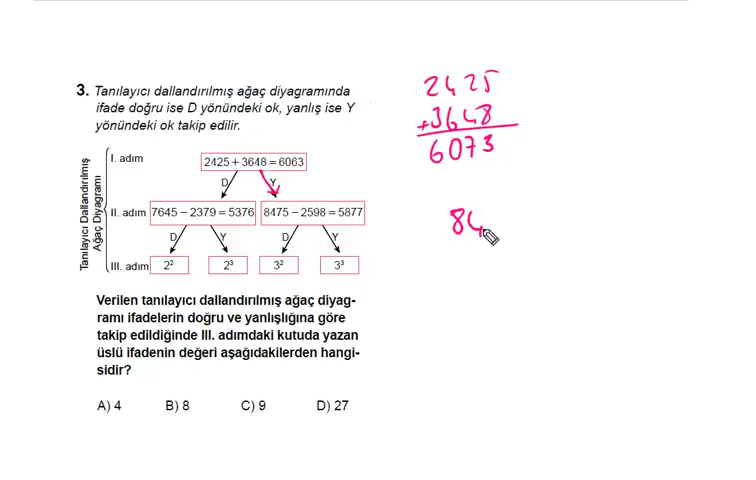 3. Tanılayıcı dallandırılmış ağaç diyagramında
ifade doğru ise D yönündeki ok, yanlış ise Y
yönündeki ok takip edilir.
Tanılayıcı Dallandırılmış
Ağaç Diyagramı
I. adım
2425 + 3648 = 6063
D Y
II. adım 7645 – 2379 = 5376 8475 – 2598 = 5877
D Y D Y
III. adım 2² 2³ 3² 3³
Verilen tanılayıcı dallandırılmış ağaç diyag-
ramı ifadelerin doğru ve yanlışlığına göre
takip edildiğinde III. adımdaki kutuda yazan
üslü ifadenin değeri aşağıdakilerden hangi-
sidir?
A) 4 B) 8 C) 9 D) 27
2425
+3648
6073
84